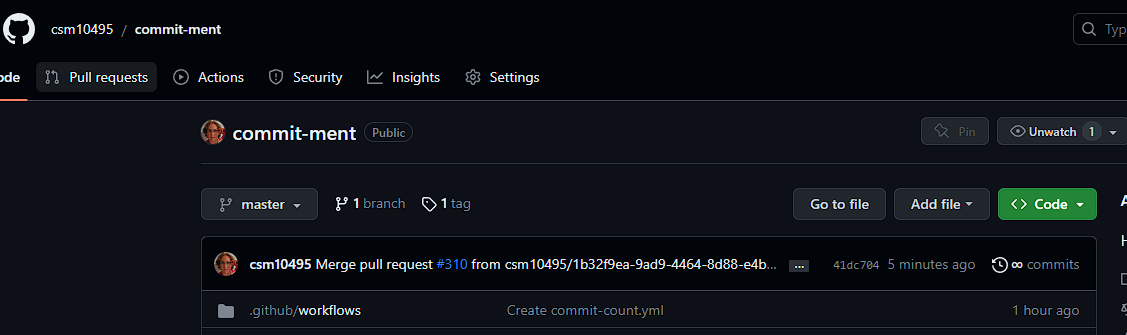 csm10495 / commit-ment
Typ
ode Pull requests Actions Security Insights Settings
commit-ment Public
Pin Unwatch 1
master 1 branch 1 tag Go to file Add file Code
csm10495 Merge pull request #310 from csm10495/1b32f9ea-9ad9-4464-8d88-e4b... ... 41dc704 5 minutes ago ∞ commits
.github/workflows Create commit-count.yml 1 hour ago